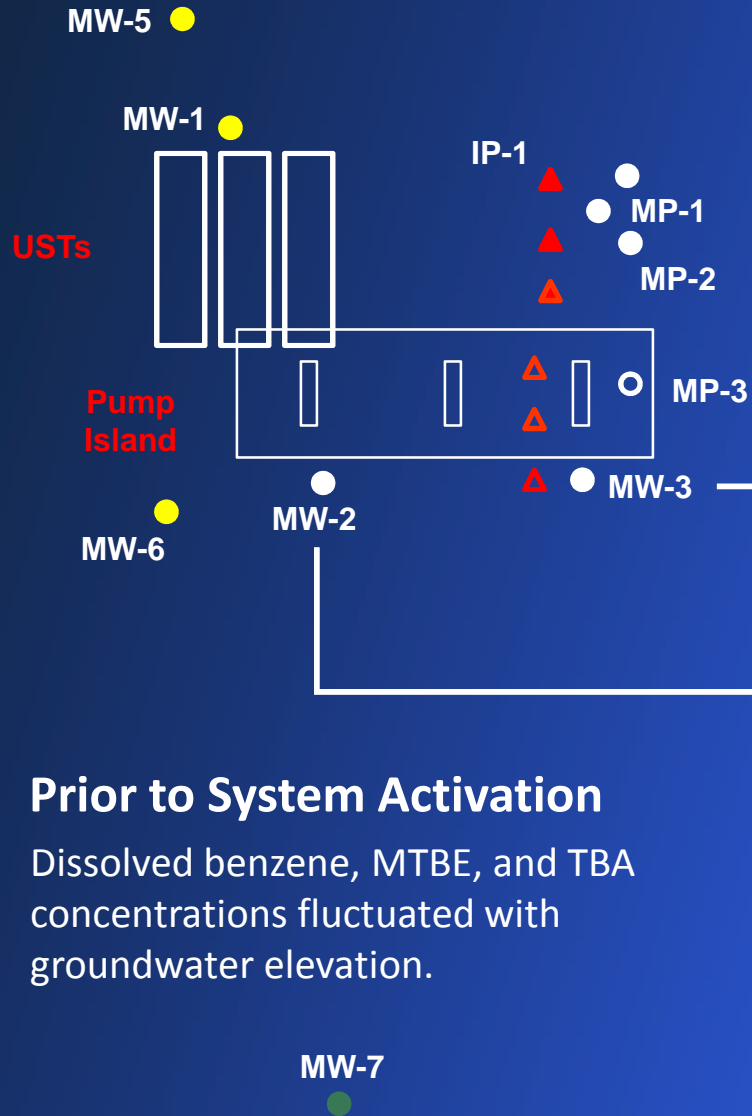 MW-5
MW-1
IP-1
MP-1
USTs
MP-2
Pump
Island
MP-3
MW-3
MW-2
MW-6
Prior to System Activation
Dissolved benzene, MTBE, and TBA
concentrations fluctuated with
groundwater elevation.
MW-7